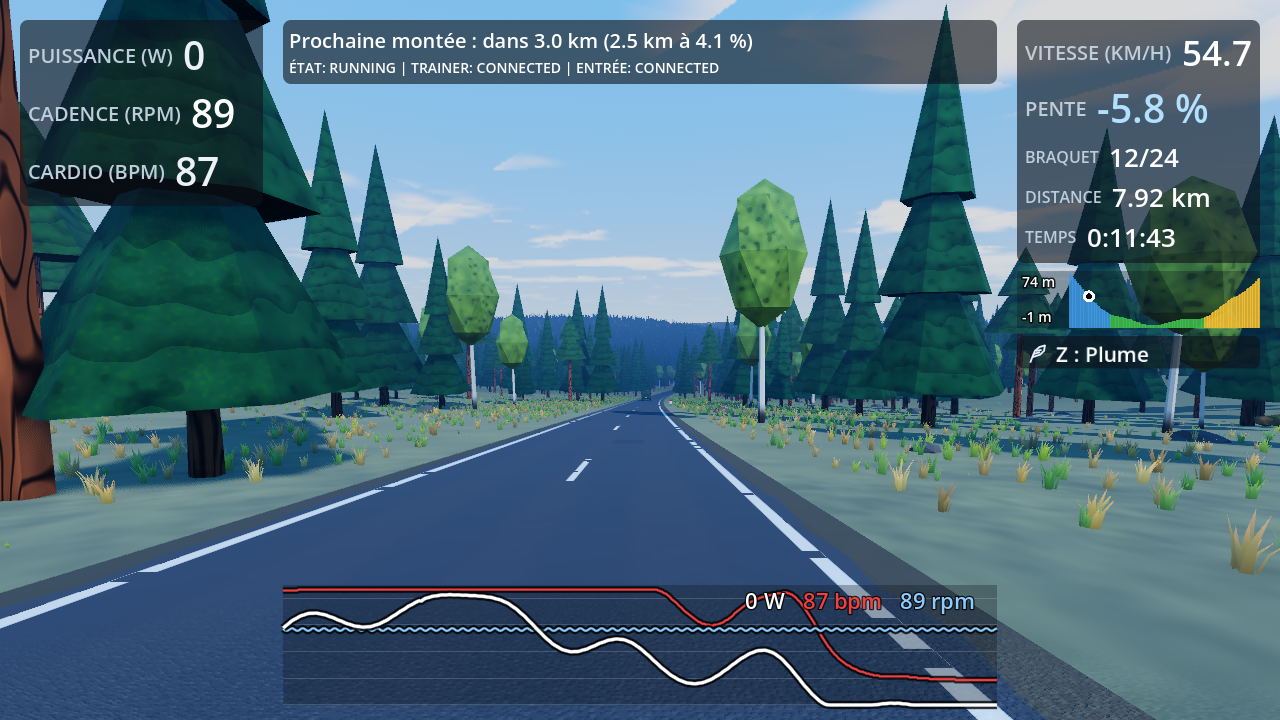 PUISSANCE (W) 0
CADENCE (RPM) 89
CARDIO (BPM) 87
Prochaine montée : dans 3.0 km (2.5 km à 4.1 %)
ÉTAT: RUNNING | TRAINER: CONNECTED | ENTRÉE: CONNECTED
VITESSE (KM/H) 54.7
PENTE -5.8 %
BRAQUET 12/24
DISTANCE 7.92 km
TEMPS 0:11:43
74 m
-1 m
Z : Plume
0 W 87 bpm 89 rpm